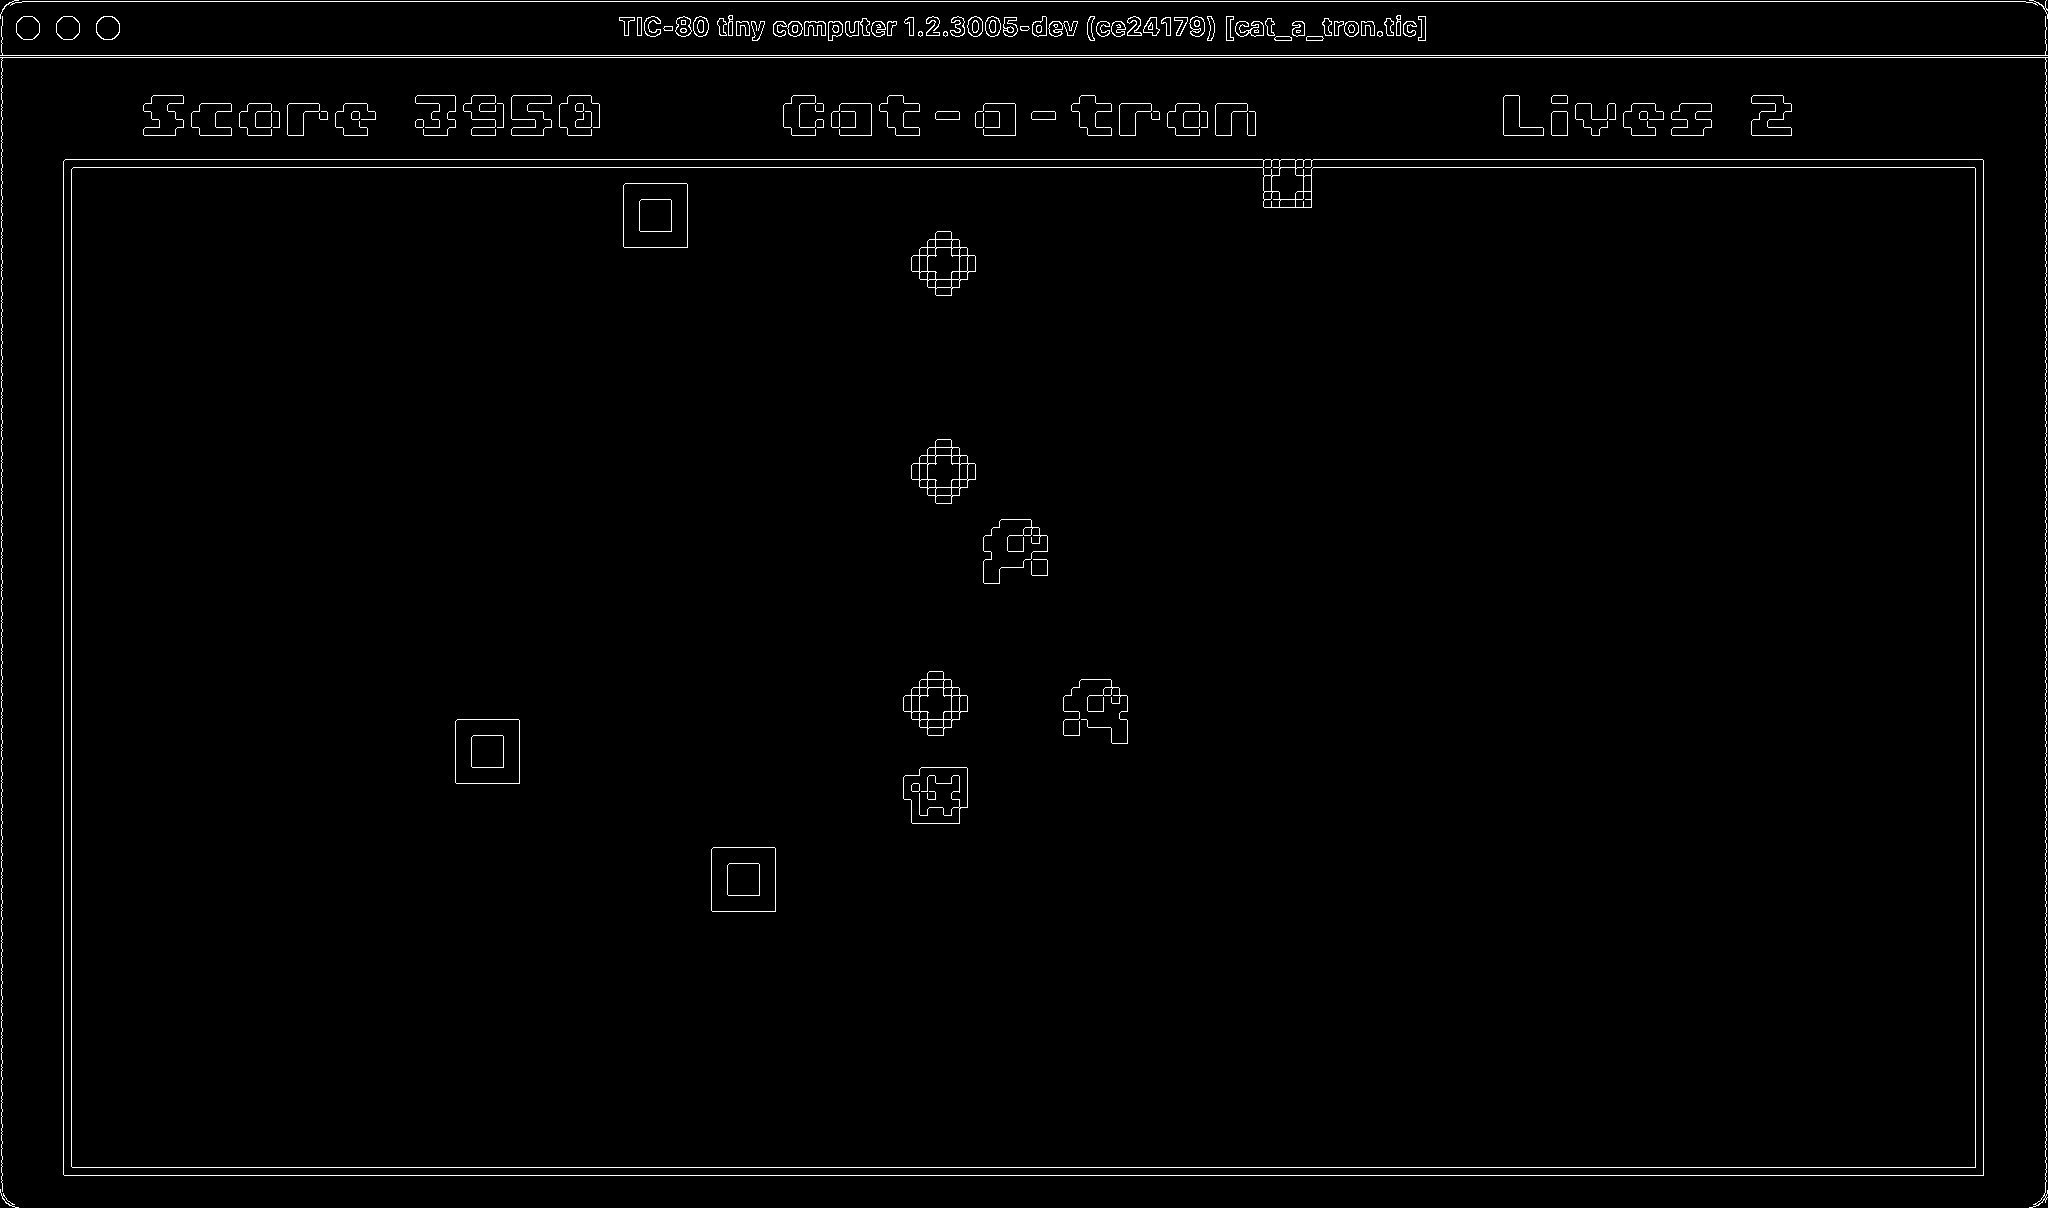 TIC-80 tiny computer 1.2.3005-dev (ce24179) [cat_a_tron.tic]
Score 3950 Cat-a-tron Lives 2